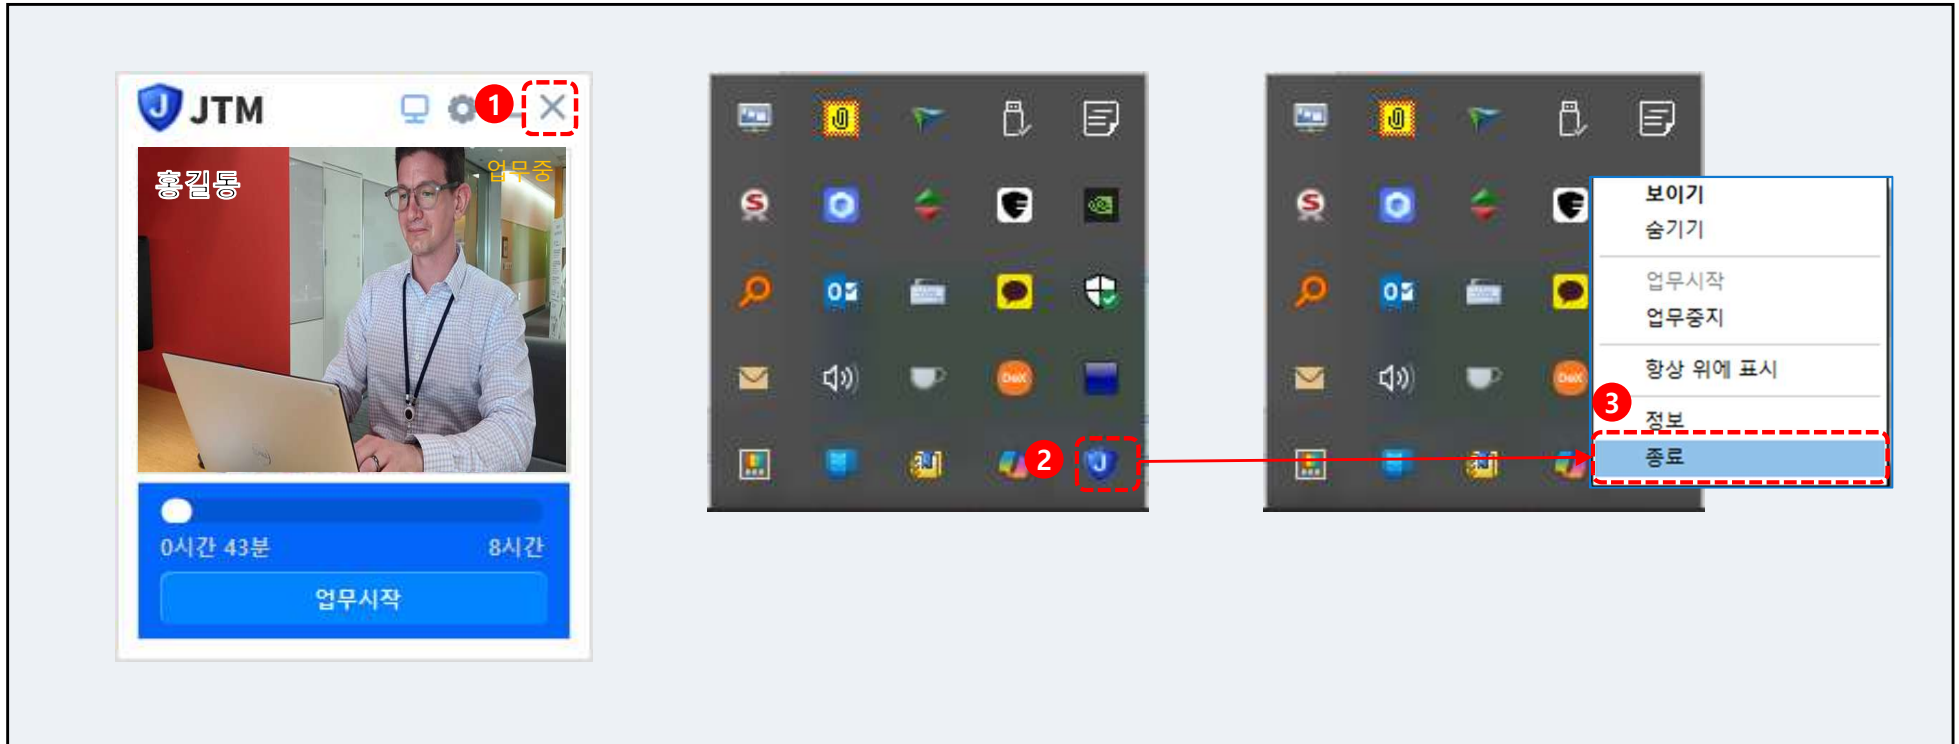 JTM
1
홍길동
업무중
0시간 43분
8시간
업무시작
2
보이기
숨기기
업무시작
업무중지
항상 위에 표시
3
정보
종료